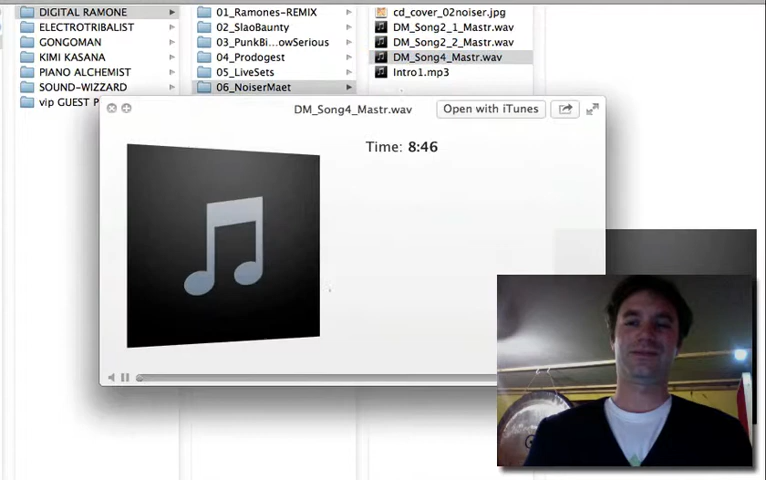 DIGITAL RAMONE
ELECTROTRIBALIST
GONGOMAN
KIMI KASANA
PIANO ALCHEMIST
SOUND-WIZZARD
vip GUEST P
01_Ramones-REMIX
02_SlaoBaunty
03_PunkBi...owSerious
04_Prodogest
05_LiveSets
06_NoiserMaet
cd_cover_02noiser.jpg
DM_Song2_1_Mastr.wav
DM_Song2_2_Mastr.wav
DM_Song4_Mastr.wav
Intro1.mp3
DM_Song4_Mastr.wav
Open with iTunes
Time: 8:46